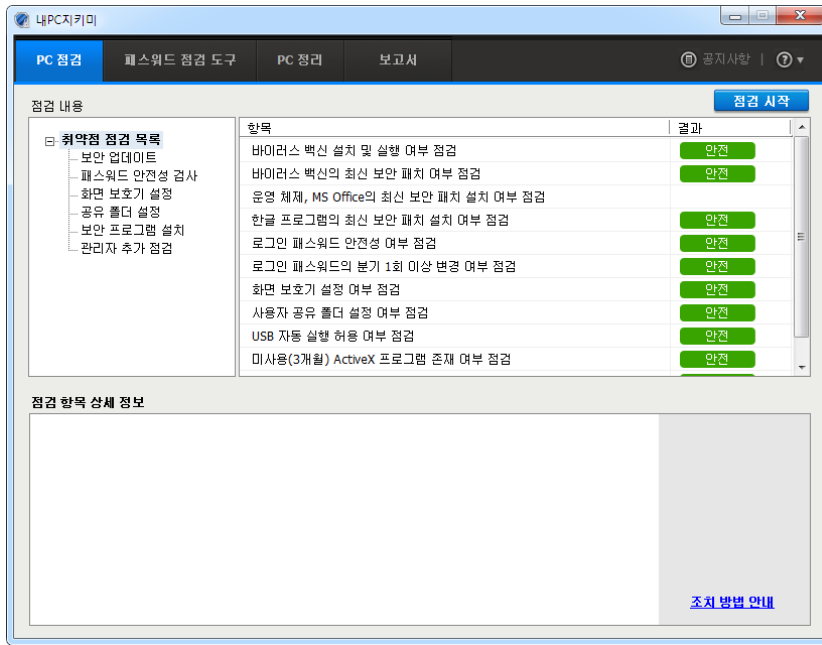 내PC지키미
PC 점검 패스워드 점검 도구 PC 정리 보고서 공지사항 | ? ▼
점검 내용 점검 시작
취약점 점검 목록
보안 업데이트
패스워드 안전성 검사
화면 보호기 설정
공유 폴더 설정
보안 프로그램 설치
관리자 추가 점검
항목 결과
바이러스 백신 설치 및 실행 여부 점검 안전
바이러스 백신의 최신 보안 패치 여부 점검 안전
운영 체제, MS Office의 최신 보안 패치 설치 여부 점검
한글 프로그램의 최신 보안 패치 설치 여부 점검 안전
로그인 패스워드 안전성 여부 점검 안전
로그인 패스워드의 분기 1회 이상 변경 여부 점검 안전
화면 보호기 설정 여부 점검 안전
사용자 공유 폴더 설정 여부 점검 안전
USB 자동 실행 허용 여부 점검 안전
미사용(3개월) ActiveX 프로그램 존재 여부 점검 안전
점검 항목 상세 정보
조치 방법 안내